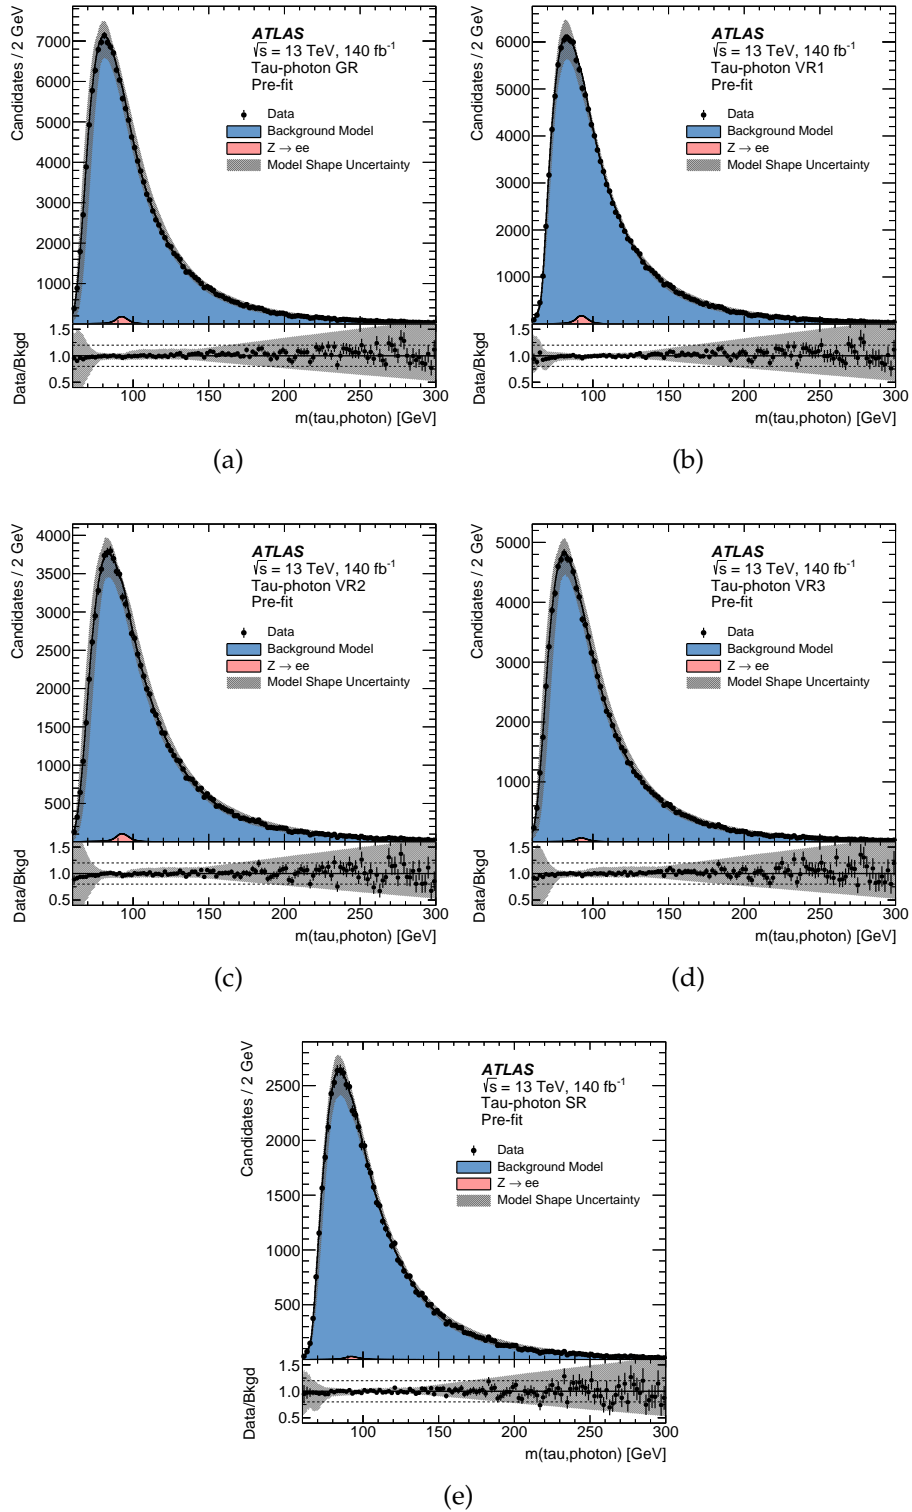 Candidates / 2 GeV
7000
6000
5000
4000
3000
2000
1000
ATLAS
√s = 13 TeV, 140 fb⁻¹
Tau-photon GR
Pre-fit
Data
Background Model
Z → ee
Model Shape Uncertainty
Data/Bkgd
1.5
1.0
0.5
100 150 200 250 300
m(tau,photon) [GeV]
(a)
Candidates / 2 GeV
6000
5000
4000
3000
2000
1000
ATLAS
√s = 13 TeV, 140 fb⁻¹
Tau-photon VR1
Pre-fit
Data
Background Model
Z → ee
Model Shape Uncertainty
Data/Bkgd
1.5
1.0
0.5
100 150 200 250 300
m(tau,photon) [GeV]
(b)
Candidates / 2 GeV
4000
3500
3000
2500
2000
1500
1000
500
ATLAS
√s = 13 TeV, 140 fb⁻¹
Tau-photon VR2
Pre-fit
Data
Background Model
Z → ee
Model Shape Uncertainty
Data/Bkgd
1.5
1.0
0.5
100 150 200 250 300
m(tau,photon) [GeV]
(c)
Candidates / 2 GeV
5000
4000
3000
2000
1000
ATLAS
√s = 13 TeV, 140 fb⁻¹
Tau-photon VR3
Pre-fit
Data
Background Model
Z → ee
Model Shape Uncertainty
Data/Bkgd
1.5
1.0
0.5
100 150 200 250 300
m(tau,photon) [GeV]
(d)
Candidates / 2 GeV
2500
2000
1500
1000
500
ATLAS
√s = 13 TeV, 140 fb⁻¹
Tau-photon SR
Pre-fit
Data
Background Model
Z → ee
Model Shape Uncertainty
Data/Bkgd
1.5
1.0
0.5
100 150 200 250 300
m(tau,photon) [GeV]
(e)